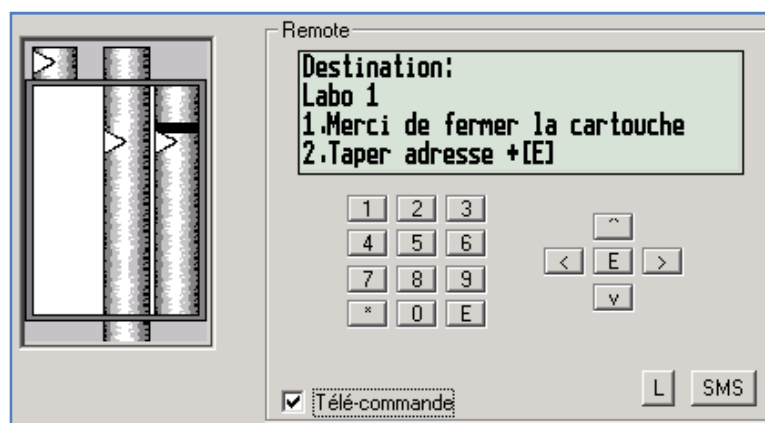 Remote
Destination:
Labo 1
1.Merci de fermer la cartouche
2.Taper adresse +[E]
1 2 3
4 5 6
7 8 9
* 0 E
^
< E >
v
L SMS
Télé-commande